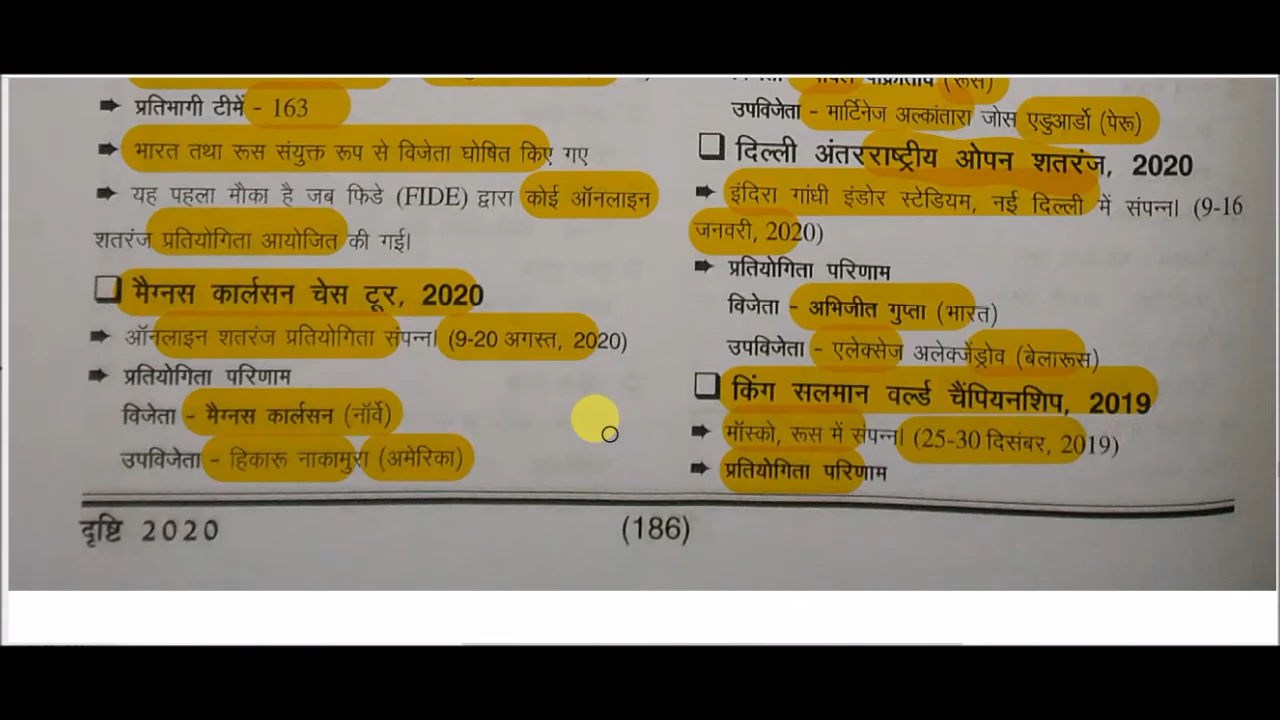 ➡ प्रतिभागी टीमें - 163
➡ भारत तथा रूस संयुक्त रूप से विजेता घोषित किए गए
➡ यह पहला मौका है जब फिडे (FIDE) द्वारा कोई ऑनलाइन
शतरंज प्रतियोगिता आयोजित की गई।
❑ मैग्नस कार्लसन चेस टूर, 2020
➡ ऑनलाइन शतरंज प्रतियोगिता संपन्न। (9-20 अगस्त, 2020)
➡ प्रतियोगिता परिणाम
विजेता - मैग्नस कार्लसन (नॉर्वे)
उपविजेता - हिकारू नाकामुरा (अमेरिका)
(रूस)
उपविजेता - मार्टिनेज अल्कांतारा जोस एडुआर्डो (पेरू)
❑ दिल्ली अंतरराष्ट्रीय ओपन शतरंज, 2020
➡ इंदिरा गांधी इंडोर स्टेडियम, नई दिल्ली में संपन्न। (9-16
जनवरी, 2020)
➡ प्रतियोगिता परिणाम
विजेता - अभिजीत गुप्ता (भारत)
उपविजेता - एलेक्सेज अलेक्जेंड्रोव (बेलारूस)
❑ किंग सलमान वर्ल्ड चैंपियनशिप, 2019
➡ मॉस्को, रूस में संपन्न। (25-30 दिसंबर, 2019)
➡ प्रतियोगिता परिणाम
दृष्टि 2020
(186)